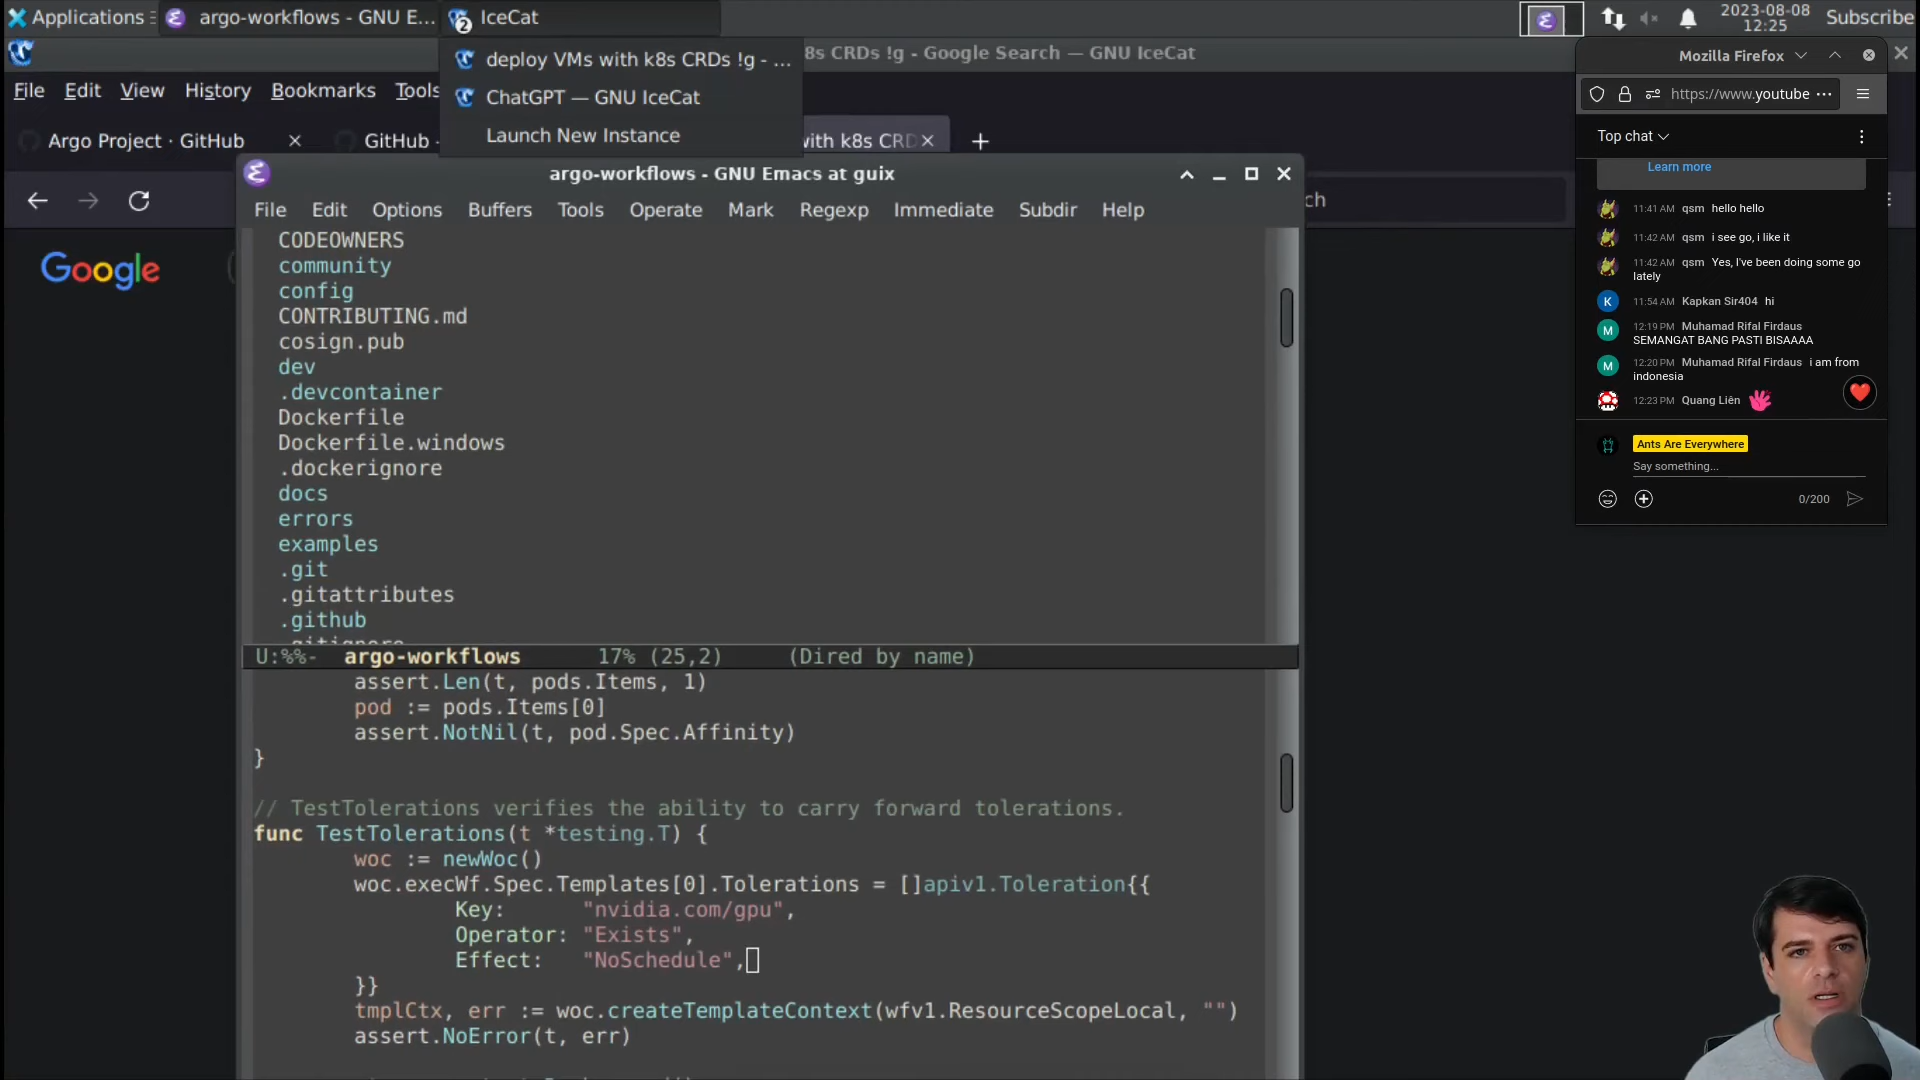 Applications
argo-workflows - GNU E...
2 IceCat
2023-08-08
12:25
Subscribe
deploy VMs with k8s CRDs !g - ...
ChatGPT — GNU IceCat
Launch New Instance
8s CRDs !g - Google Search — GNU IceCat
File Edit View History Bookmarks Tools
Argo Project · GitHub
GitHub -
with k8s CRD
ch
Google
argo-workflows - GNU Emacs at guix
File Edit Options Buffers Tools Operate Mark Regexp Immediate Subdir Help
CODEOWNERS
community
config
CONTRIBUTING.md
cosign.pub
dev
.devcontainer
Dockerfile
Dockerfile.windows
.dockerignore
docs
errors
examples
.git
.gitattributes
.github
.gitignore
U:%%- argo-workflows 17% (25,2) (Dired by name)
assert.Len(t, pods.Items, 1)
pod := pods.Items[0]
assert.NotNil(t, pod.Spec.Affinity)
}
// TestTolerations verifies the ability to carry forward tolerations.
func TestTolerations(t *testing.T) {
woc := newWoc()
woc.execWf.Spec.Templates[0].Tolerations = []apiv1.Toleration{{
Key: "nvidia.com/gpu",
Operator: "Exists",
Effect: "NoSchedule",
}}
tmplCtx, err := woc.createTemplateContext(wfv1.ResourceScopeLocal, "")
assert.NoError(t, err)
Mozilla Firefox
https://www.youtube
Top chat
Learn more
11:41 AM qsm hello hello
11:42 AM qsm i see go, i like it
11:42 AM qsm Yes, I've been doing some go
lately
K 11:54 AM Kapkan Sir404 hi
M 12:19 PM Muhamad Rifal Firdaus
SEMANGAT BANG PASTI BISAAAA
M 12:20 PM Muhamad Rifal Firdaus i am from
indonesia
12:23 PM Quang Liên
Ants Are Everywhere
Say something...
0/200